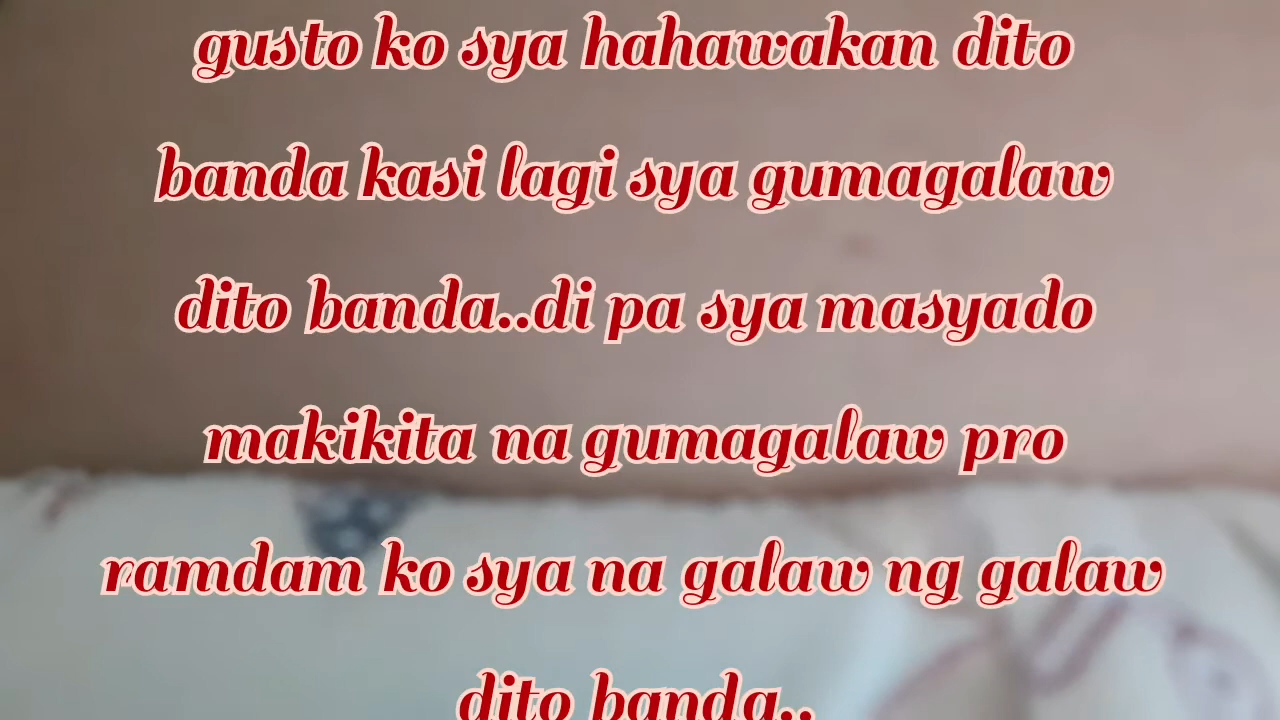 gusto ko sya hahawakan dito
banda kasi lagi sya gumagalaw
dito banda..di pa sya masyado
makikita na gumagalaw pro
ramdam ko sya na galaw ng galaw
dito banda..